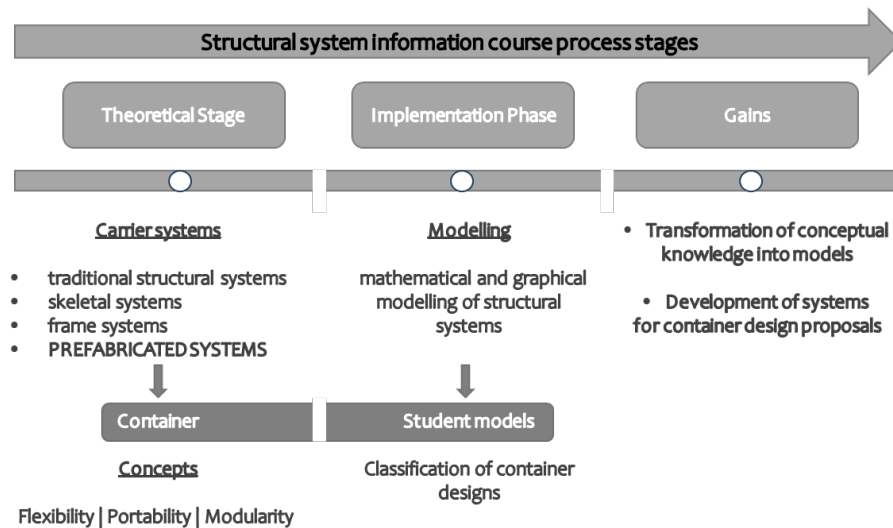 Structural system information course process stages
Theoretical Stage
Implementation Phase
Gains
Carrier systems
• traditional structural systems
• skeletal systems
• frame systems
• PREFABRICATED SYSTEMS
Container
Concepts
Flexibility | Portability | Modularity
Modelling
mathematical and graphical
modelling of structural
systems
Student models
Classification of container
designs
• Transformation of conceptual
knowledge into models
• Development of systems
for container design proposals